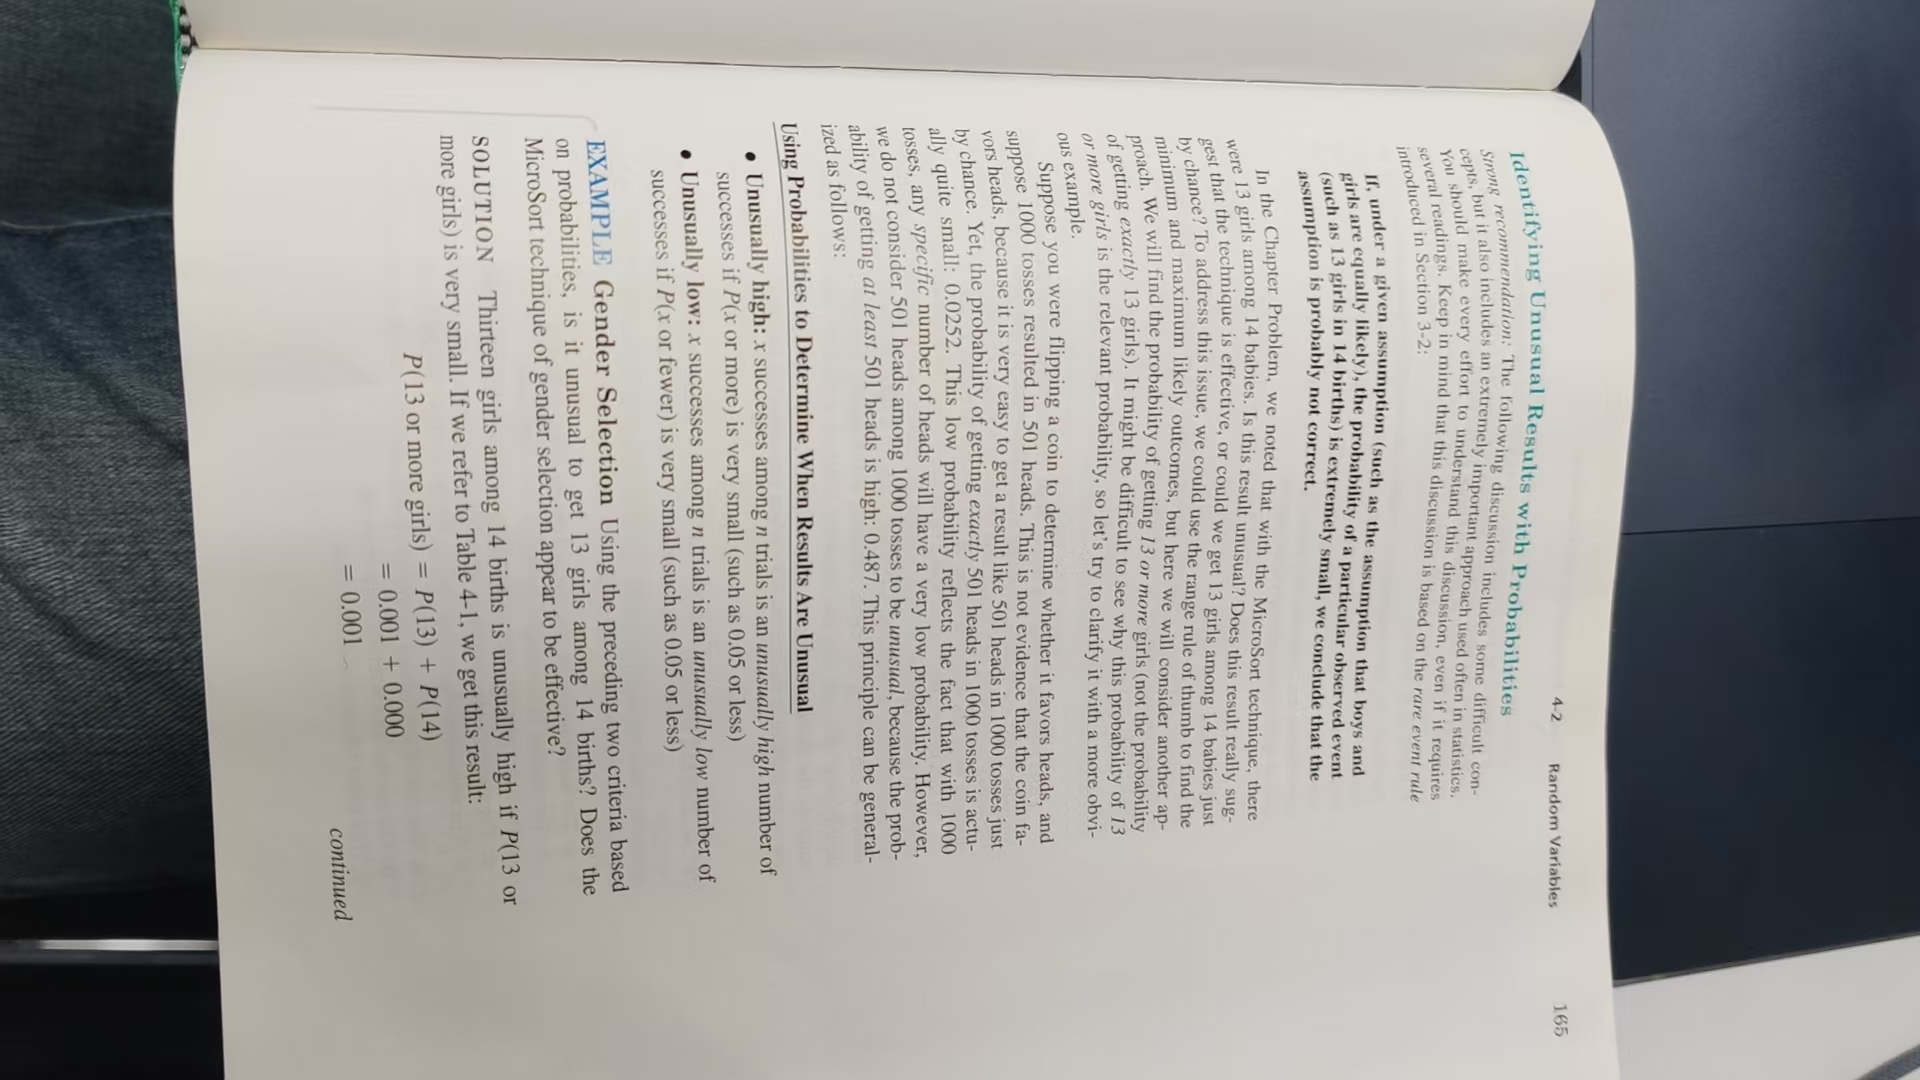 4-2 Random Variables 165
Identifying Unusual Results with Probabilities
Strong recommendation: The following discussion includes some difficult con-
cepts, but it also includes an extremely important approach used often in statistics.
You should make every effort to understand this discussion, even if it requires
several readings. Keep in mind that this discussion is based on the rare event rule
introduced in Section 3-2:
If, under a given assumption (such as the assumption that boys and
girls are equally likely), the probability of a particular observed event
(such as 13 girls in 14 births) is extremely small, we conclude that the
assumption is probably not correct.
In the Chapter Problem, we noted that with the MicroSort technique, there
were 13 girls among 14 babies. Is this result unusual? Does this result really sug-
gest that the technique is effective, or could we get 13 girls among 14 babies just
by chance? To address this issue, we could use the range rule of thumb to find the
minimum and maximum likely outcomes, but here we will consider another ap-
proach. We will find the probability of getting 13 or more girls (not the probability
of getting exactly 13 girls). It might be difficult to see why this probability of 13
or more girls is the relevant probability, so let's try to clarify it with a more obvi-
ous example.
Suppose you were flipping a coin to determine whether it favors heads, and
suppose 1000 tosses resulted in 501 heads. This is not evidence that the coin fa-
vors heads, because it is very easy to get a result like 501 heads in 1000 tosses just
by chance. Yet, the probability of getting exactly 501 heads in 1000 tosses is actu-
ally quite small: 0.0252. This low probability reflects the fact that with 1000
tosses, any specific number of heads will have a very low probability. However,
we do not consider 501 heads among 1000 tosses to be unusual, because the prob-
ability of getting at least 501 heads is high: 0.487. This principle can be general-
ized as follows:
Using Probabilities to Determine When Results Are Unusual
● Unusually high: x successes among n trials is an unusually high number of
successes if P(x or more) is very small (such as 0.05 or less)
● Unusually low: x successes among n trials is an unusually low number of
successes if P(x or fewer) is very small (such as 0.05 or less)
EXAMPLE Gender Selection Using the preceding two criteria based
on probabilities, is it unusual to get 13 girls among 14 births? Does the
MicroSort technique of gender selection appear to be effective?
SOLUTION Thirteen girls among 14 births is unusually high if P(13 or
more girls) is very small. If we refer to Table 4-1, we get this result:
P(13 or more girls) = P(13) + P(14)
= 0.001 + 0.000
= 0.001
continued